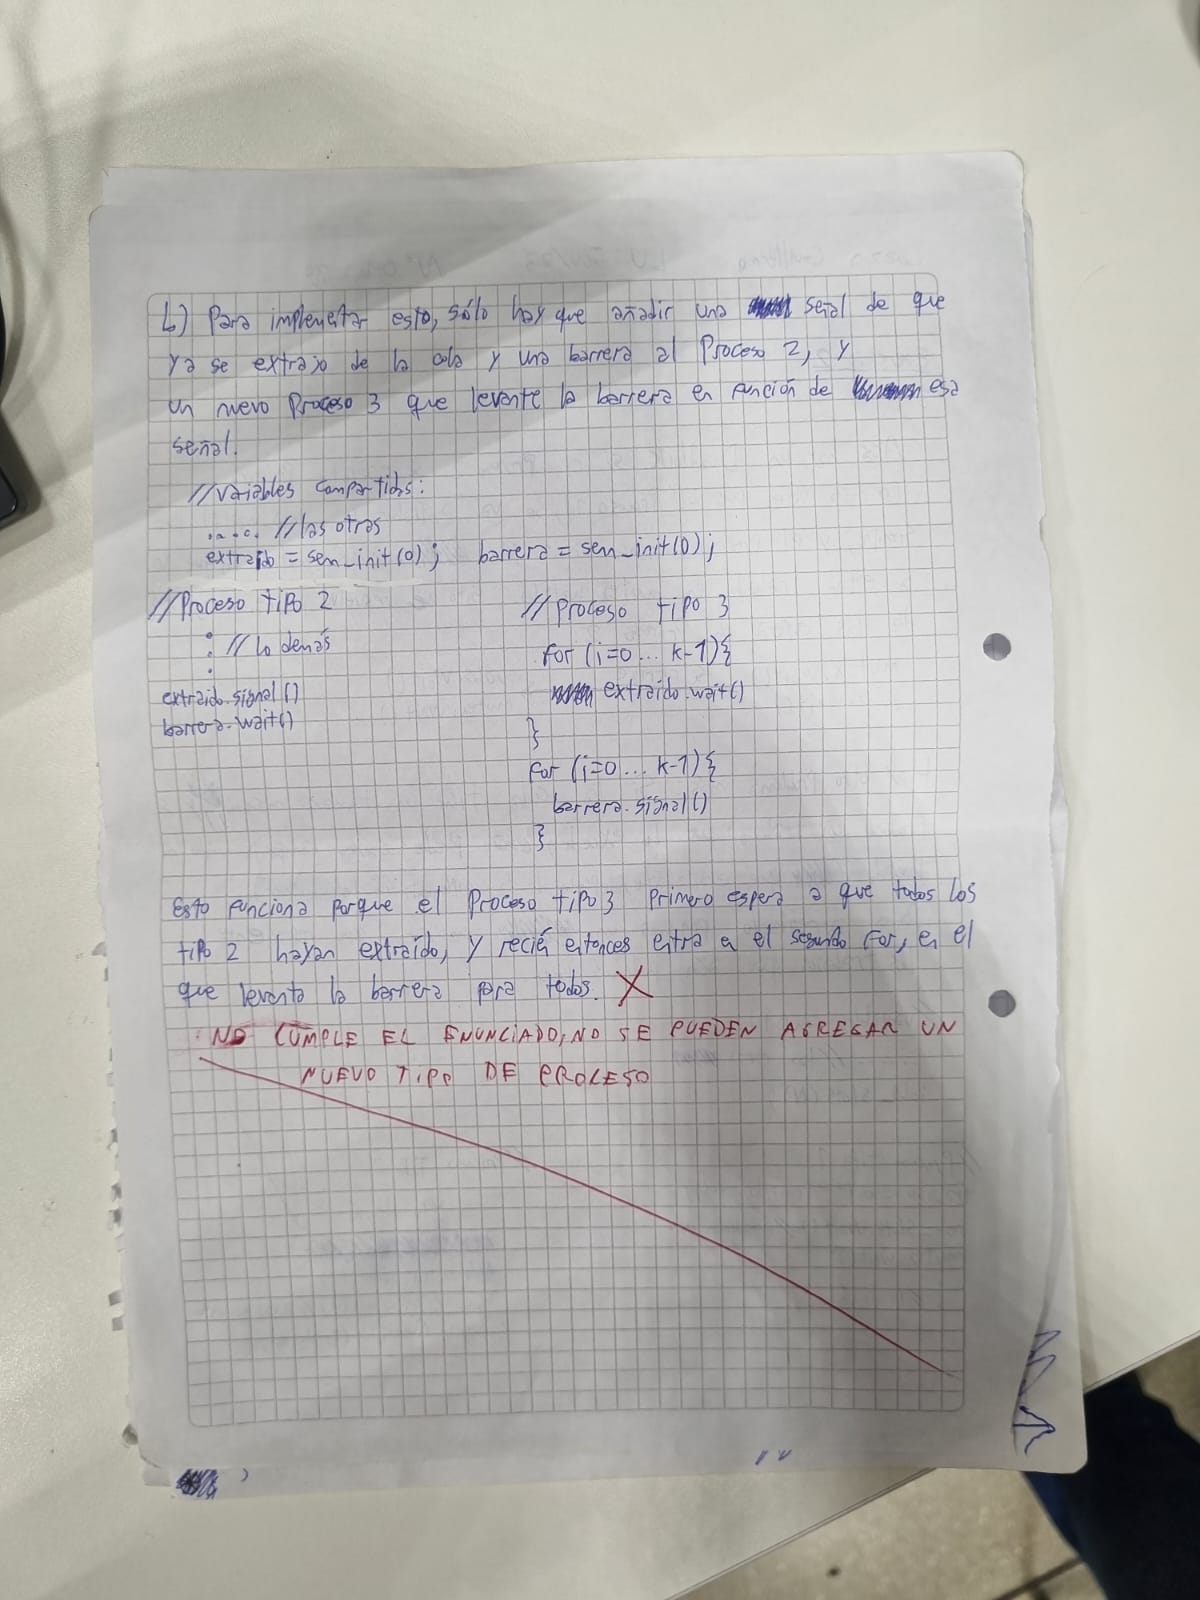 b) Para implementar esto, sólo hay que añadir una señal de que
ya se extrajo de la cola y una barrera al Proceso 2, y
un nuevo Proceso 3 que levante la barrera en función de esa
señal.
//Variables compartidas:
..... //las otras
extraido = sem_init(0); barrera = sem_init(0);
//Proceso tipo 2
: //lo demás
extraido.signal()
barrera.wait()
//Proceso tipo 3
for (i=0... k-1){
extraido.wait()
}
for (i=0... k-1){
barrera.signal()
}
Esto funciona porque el Proceso tipo 3 primero espera a que todos los
tipo 2 hayan extraído, y recién entonces entra en el segundo for, en el
que levanta la barrera para todos. X
NO CUMPLE EL ENUNCIADO, NO SE PUEDEN AGREGAR UN
NUEVO TIPO DE PROCESO